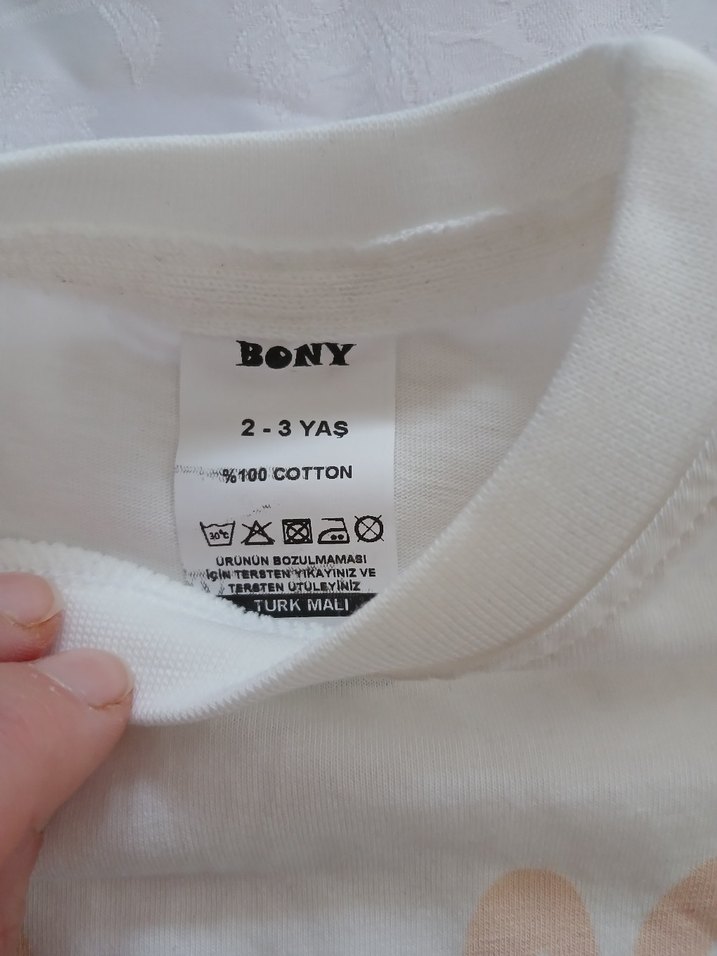 BONY
2 - 3 YAŞ
%100 COTTON
30°c
ÜRÜNÜN BOZULMAMASI
İÇİN TERSTEN YIKAYINIZ VE
TERSTEN ÜTÜLEYİNİZ
TURK MALI